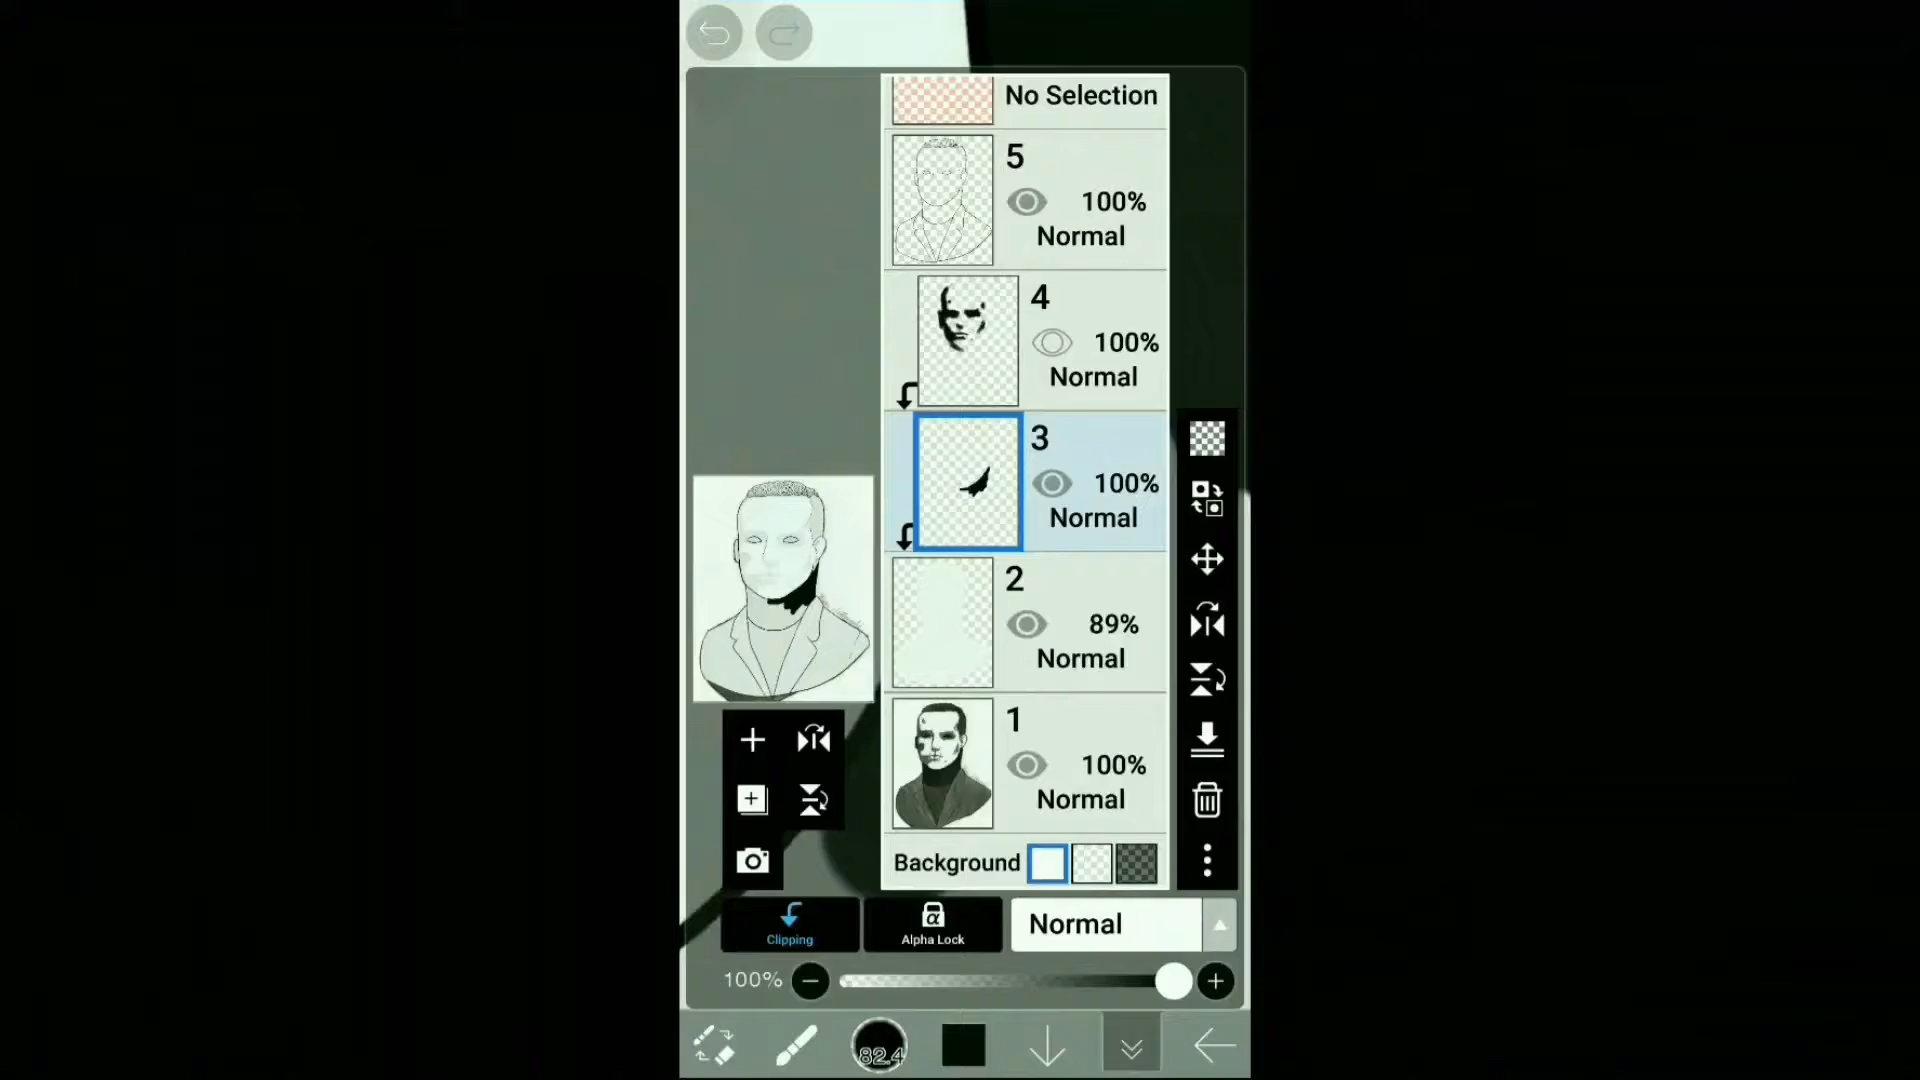 No Selection
5
100%
Normal
4
100%
Normal
3
100%
Normal
2
89%
Normal
1
100%
Normal
Background
Clipping
α
Alpha Lock
Normal
100%
82.4